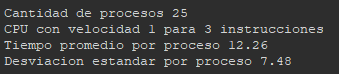 Cantidad de procesos 25
CPU con velocidad 1 para 3 instrucciones
Tiempo promedio por proceso 12.26
Desviacion estandar por proceso 7.48